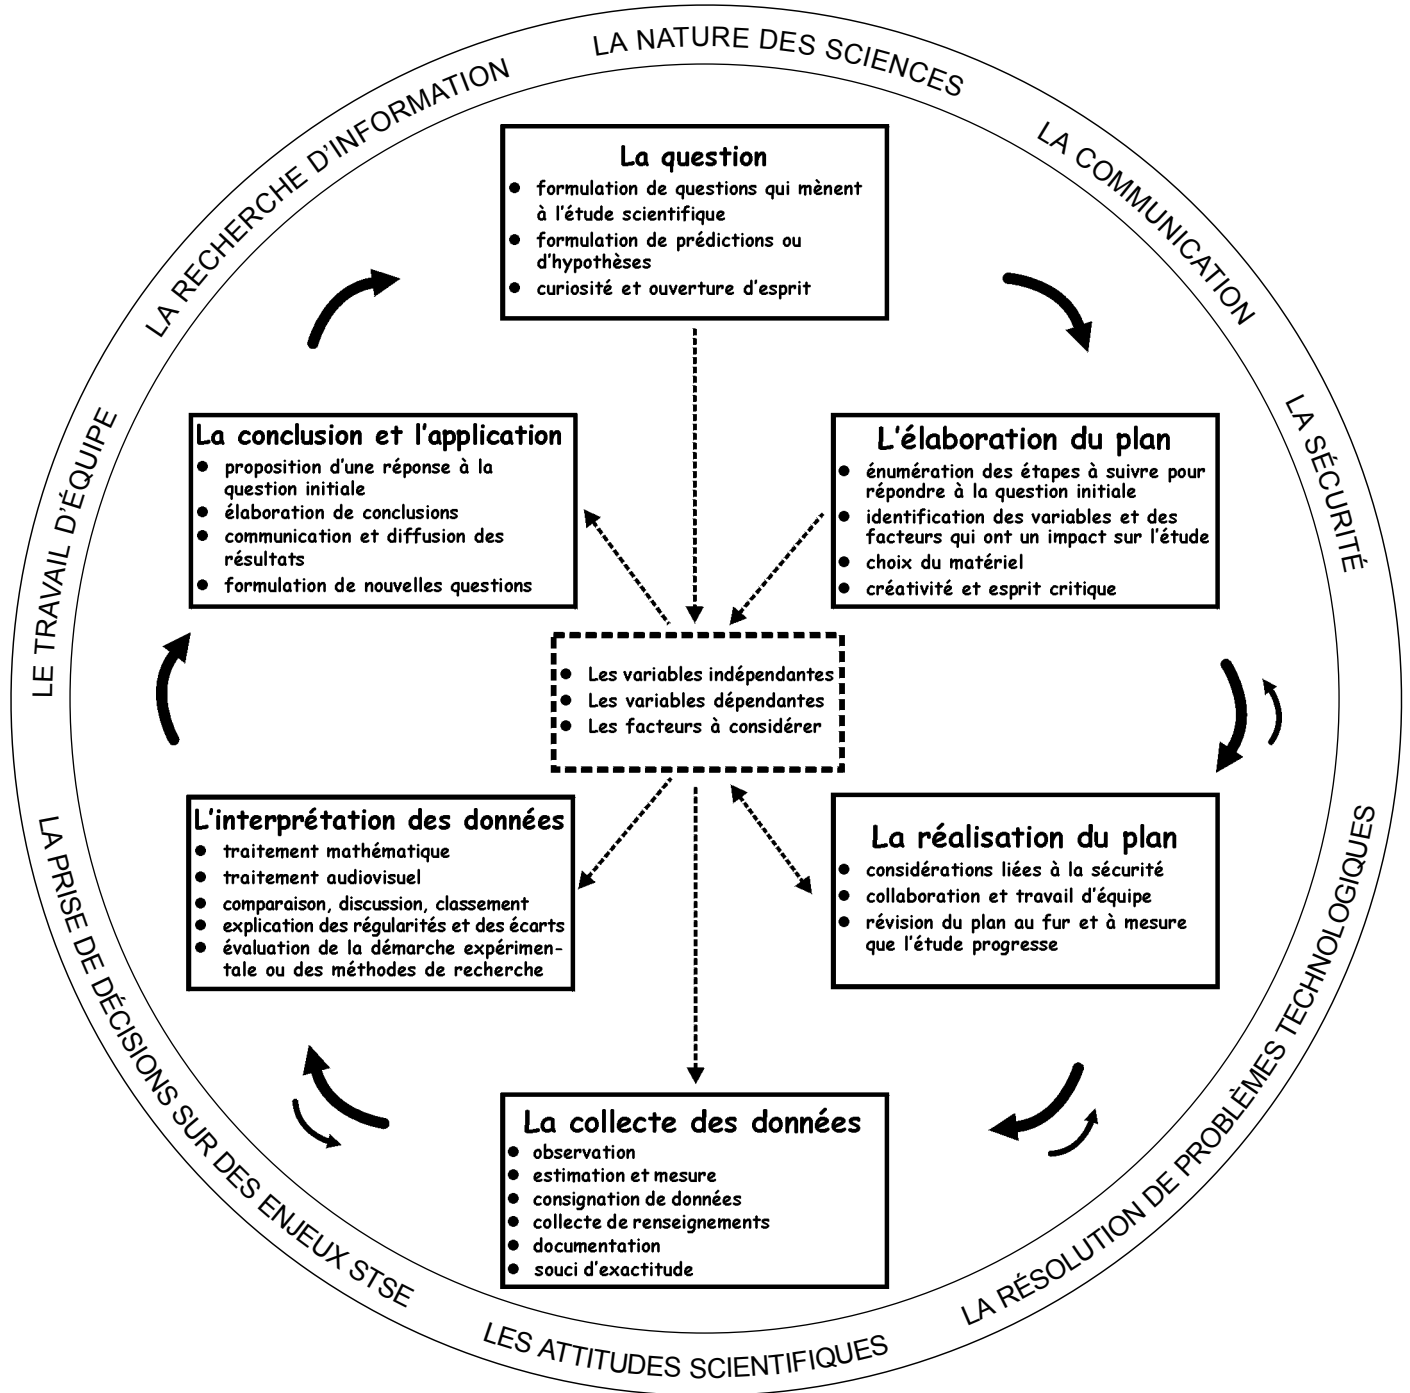 LA NATURE DES SCIENCES
LA COMMUNICATION
LA SÉCURITÉ
LA RÉSOLUTION DE PROBLÈMES TECHNOLOGIQUES
LES ATTITUDES SCIENTIFIQUES
LA PRISE DE DÉCISIONS SUR DES ENJEUX STSE
LE TRAVAIL D'ÉQUIPE
LA RECHERCHE D'INFORMATION
La question
● formulation de questions qui mènent
à l'étude scientifique
● formulation de prédictions ou
d'hypothèses
● curiosité et ouverture d'esprit
L'élaboration du plan
● énumération des étapes à suivre pour
répondre à la question initiale
● identification des variables et des
facteurs qui ont un impact sur l'étude
● choix du matériel
● créativité et esprit critique
La réalisation du plan
● considérations liées à la sécurité
● collaboration et travail d'équipe
● révision du plan au fur et à mesure
que l'étude progresse
La collecte des données
● observation
● estimation et mesure
● consignation de données
● collecte de renseignements
● documentation
● souci d'exactitude
L'interprétation des données
● traitement mathématique
● traitement audiovisuel
● comparaison, discussion, classement
● explication des régularités et des écarts
● évaluation de la démarche expérimen-
tale ou des méthodes de recherche
La conclusion et l'application
● proposition d'une réponse à la
question initiale
● élaboration de conclusions
● communication et diffusion des
résultats
● formulation de nouvelles questions
● Les variables indépendantes
● Les variables dépendantes
● Les facteurs à considérer